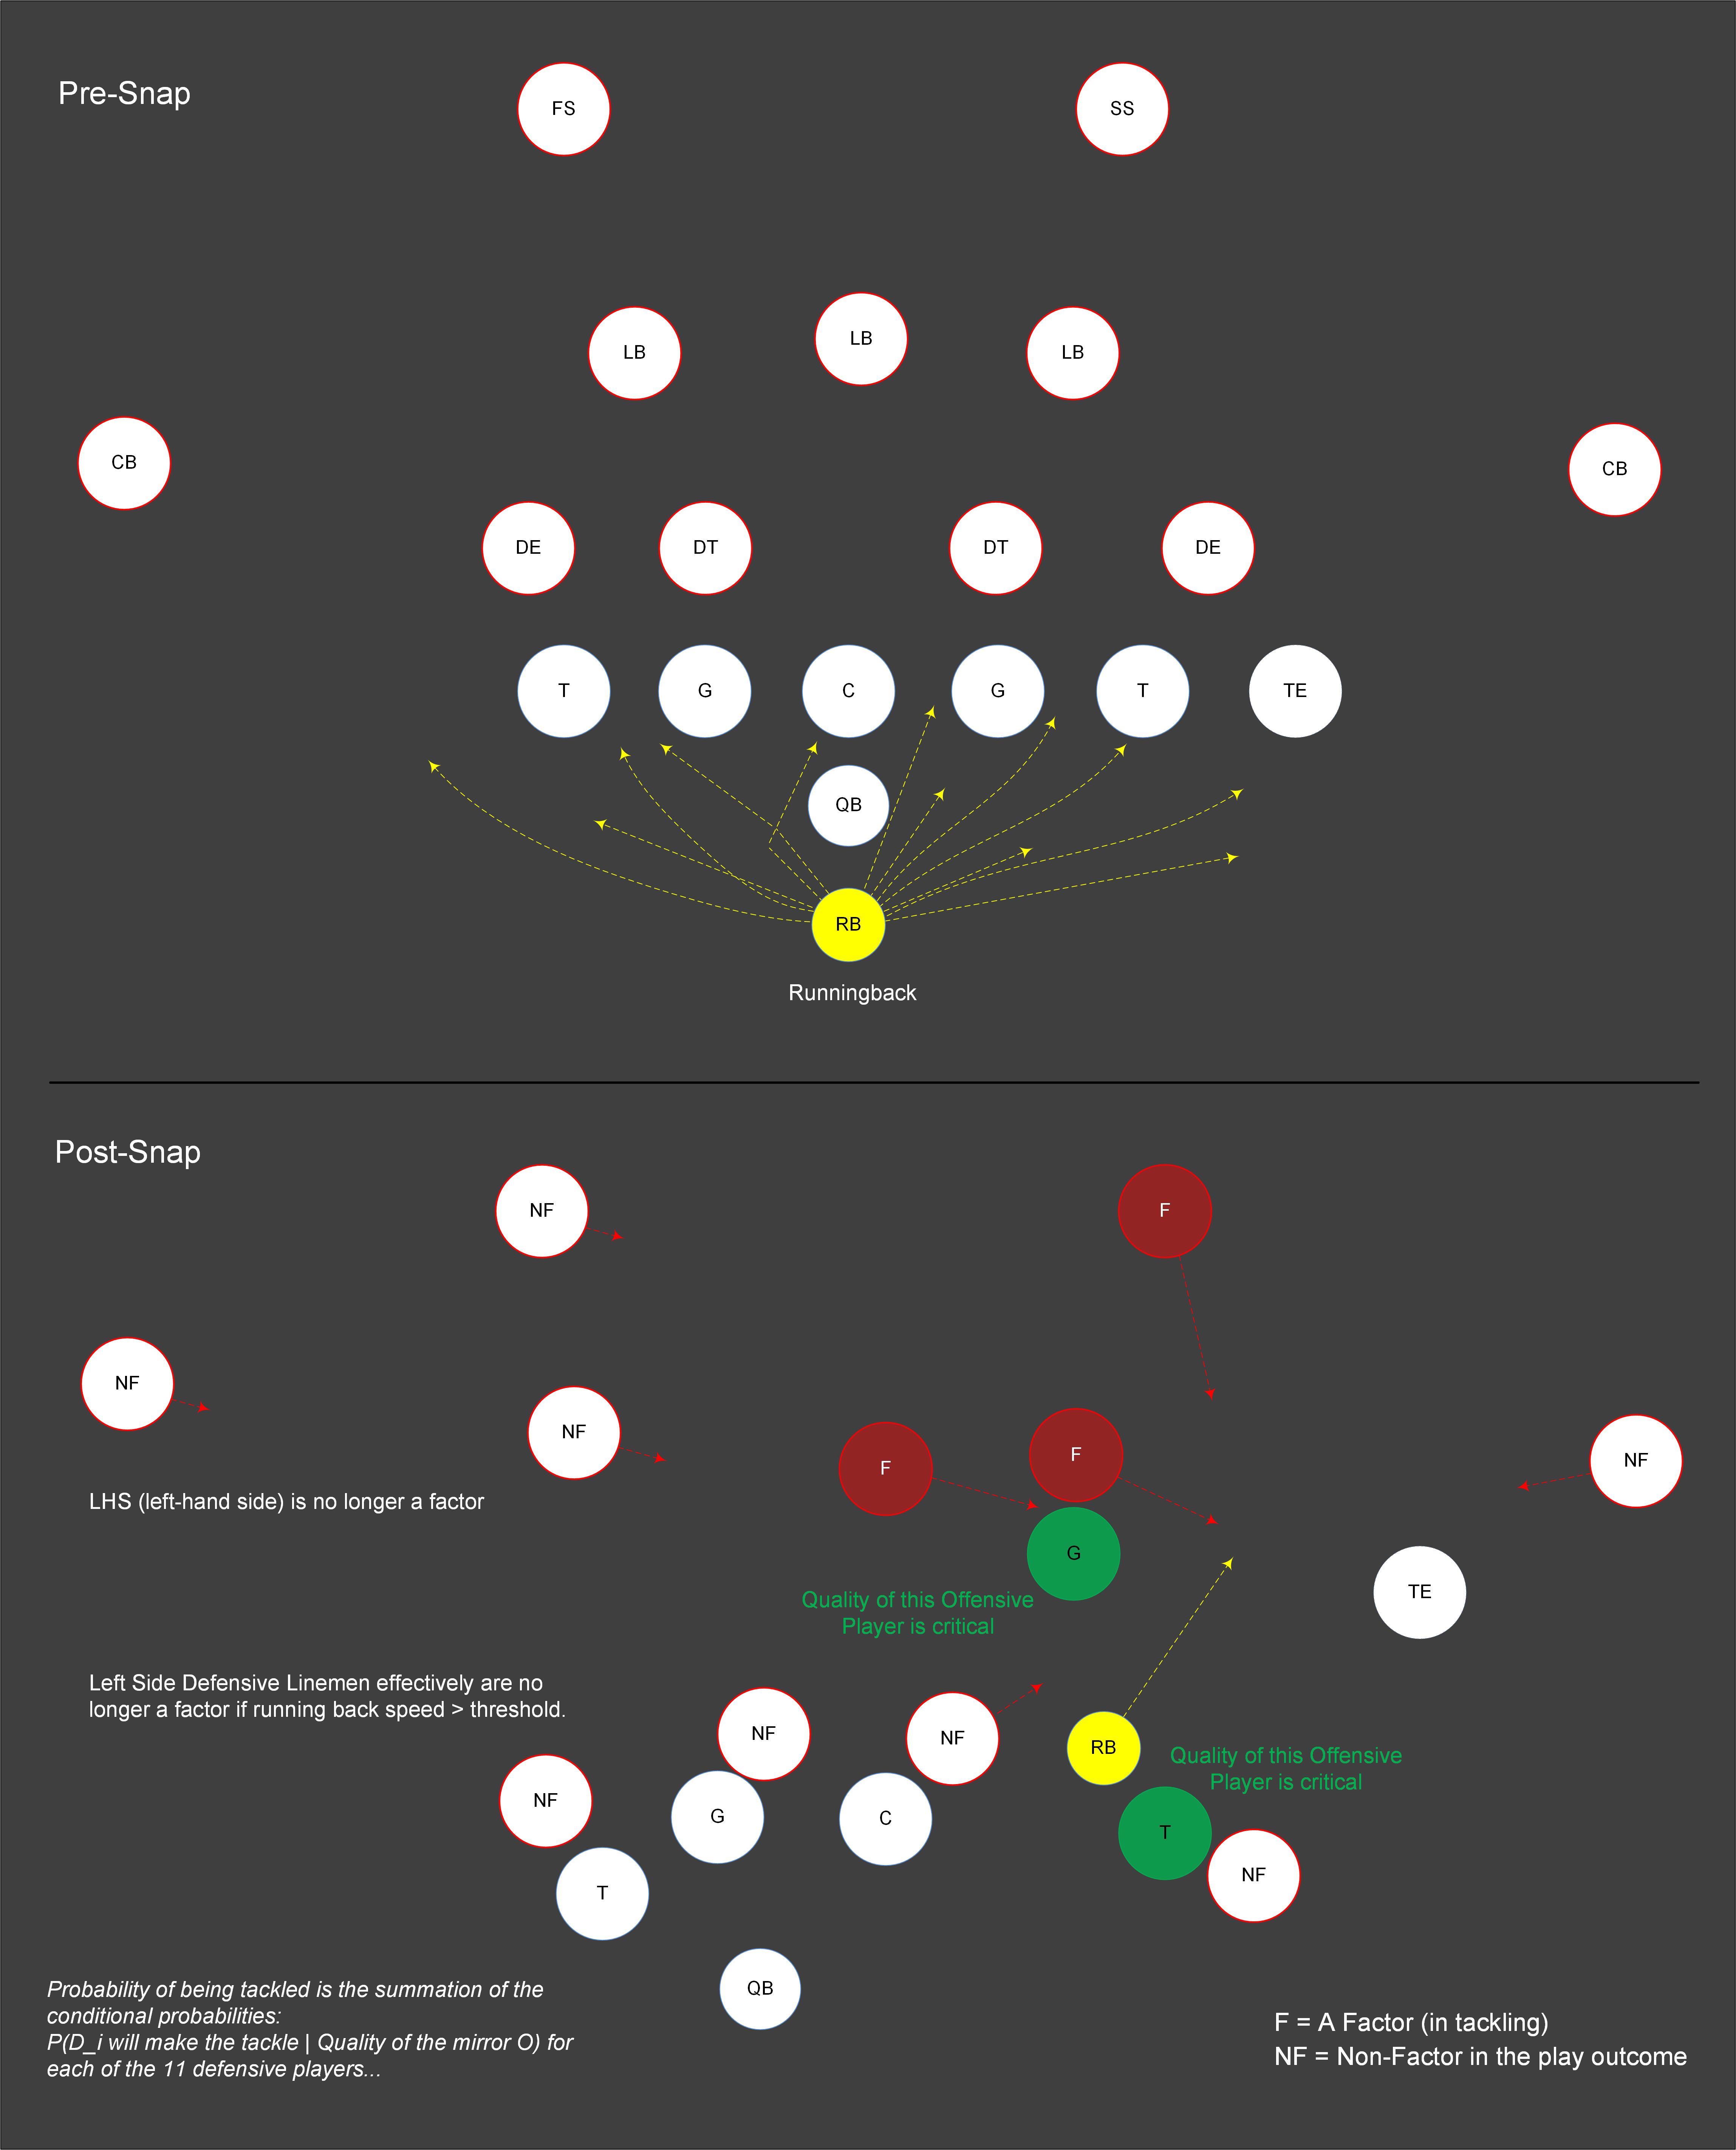 Pre-Snap
FS
SS
LB
LB
LB
CB
CB
DE
DT
DT
DE
T
G
C
G
T
TE
QB
RB
Runningback
Post-Snap
NF
F
NF
NF
F
F
NF
LHS (left-hand side) is no longer a factor
G
TE
Quality of this Offensive
Player is critical
Left Side Defensive Linemen effectively are no
longer a factor if running back speed > threshold.
NF
NF
RB
Quality of this Offensive
Player is critical
NF
G
C
T
NF
T
QB
Probability of being tackled is the summation of the
conditional probabilities:
P(D_i will make the tackle | Quality of the mirror O) for
each of the 11 defensive players...
F = A Factor (in tackling)
NF = Non-Factor in the play outcome